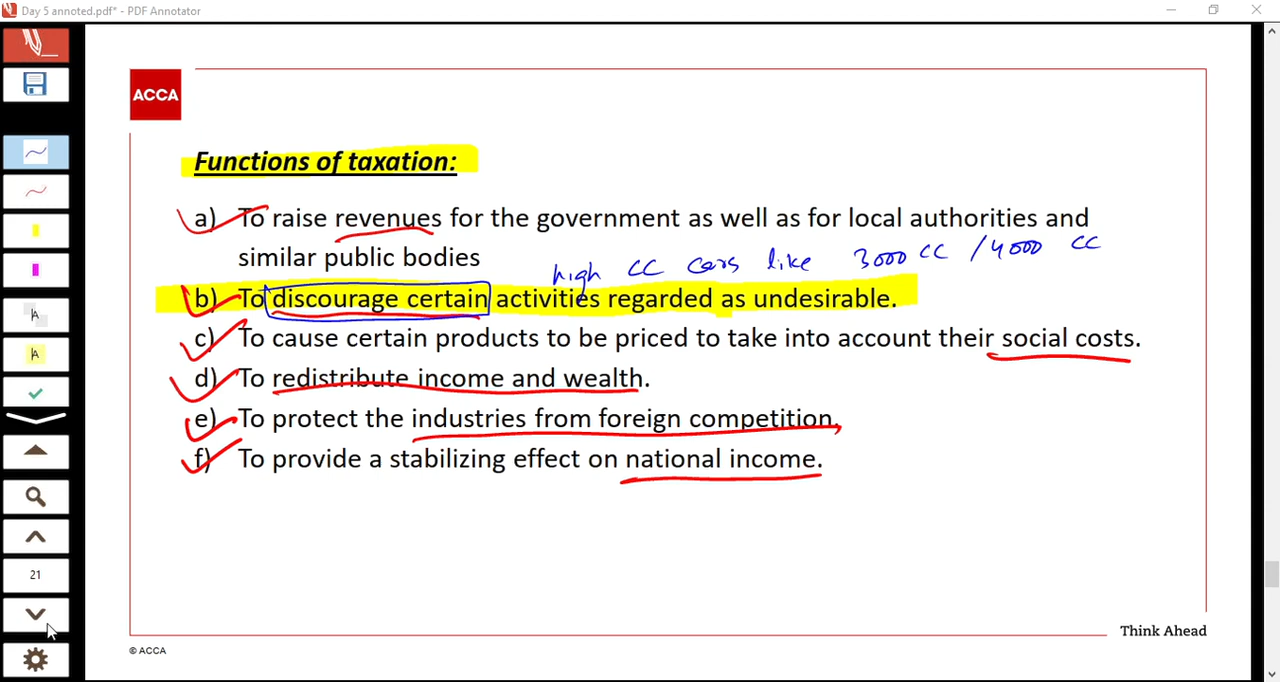 Day 5 annoted.pdf* - PDF Annotator
ACCA
Functions of taxation:
a) To raise revenues for the government as well as for local authorities and
similar public bodies
high CC cars like 3000 CC /4000 CC
b) To discourage certain activities regarded as undesirable.
c) To cause certain products to be priced to take into account their social costs.
d) To redistribute income and wealth.
e) To protect the industries from foreign competition.
f) To provide a stabilizing effect on national income.
A
A
21
Think Ahead
© ACCA